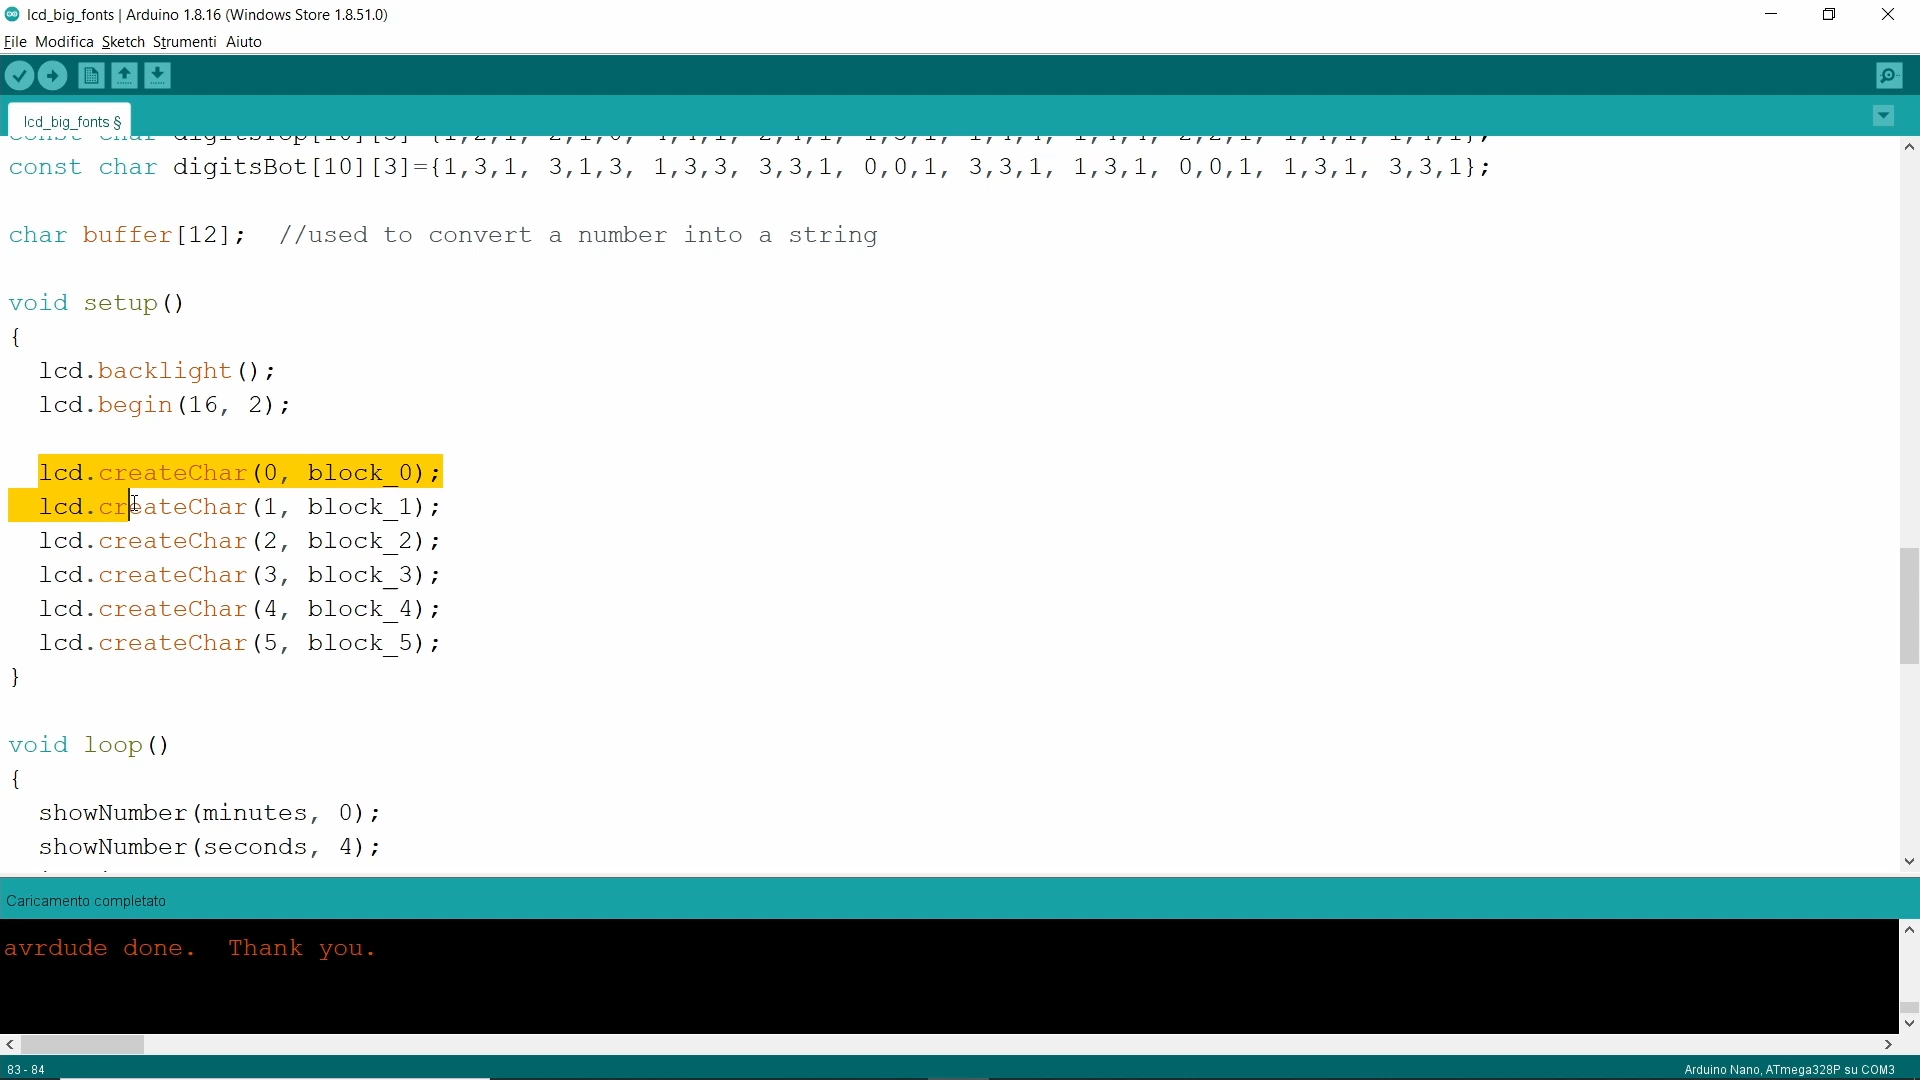 lcd_big_fonts | Arduino 1.8.16 (Windows Store 1.8.51.0)
File Modifica Sketch Strumenti Aiuto
lcd_big_fonts §
const char digitsTop[10][3]
const char digitsBot[10][3]={1,3,1, 3,1,3, 1,3,3, 3,3,1, 0,0,1, 3,3,1, 1,3,1, 0,0,1, 1,3,1, 3,3,1};
char buffer[12];  //used to convert a number into a string
void setup()
{
lcd.backlight();
lcd.begin(16, 2);
lcd.createChar(0, block_0);
lcd.createChar(1, block_1);
lcd.createChar(2, block_2);
lcd.createChar(3, block_3);
lcd.createChar(4, block_4);
lcd.createChar(5, block_5);
}
void loop()
{
showNumber(minutes, 0);
showNumber(seconds, 4);
Caricamento completato
avrdude done.  Thank you.
83 - 84
Arduino Nano, ATmega328P su COM3